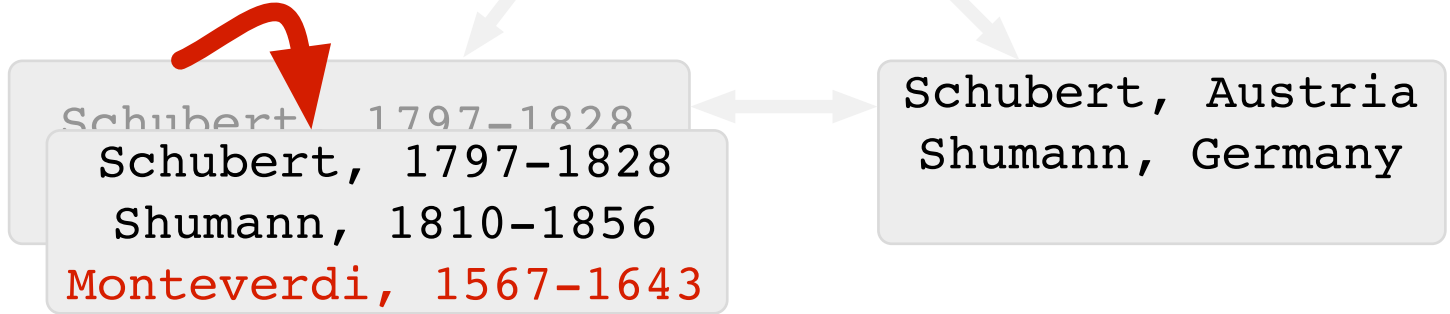 Schubert, 1797-1828
Schubert, 1797-1828
Shumann, 1810-1856
Monteverdi, 1567-1643
Schubert, Austria
Shumann, Germany